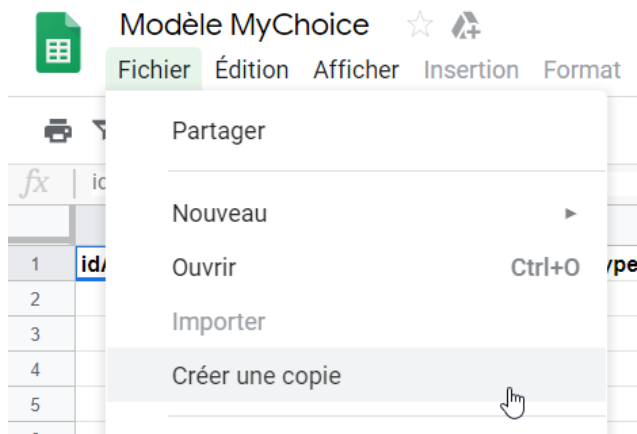 Modèle MyChoice
Fichier Édition Afficher Insertion Format
Partager
fx
Nouveau
1
Ouvrir Ctrl+O
2
Importer
3
4
Créer une copie
5